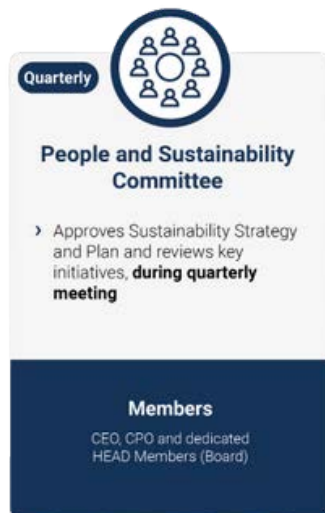 Quarterly
People and Sustainability
Committee
› Approves Sustainability Strategy
and Plan and reviews key
initiatives, during quarterly
meeting
Members
CEO, CPO and dedicated
HEAD Members (Board)